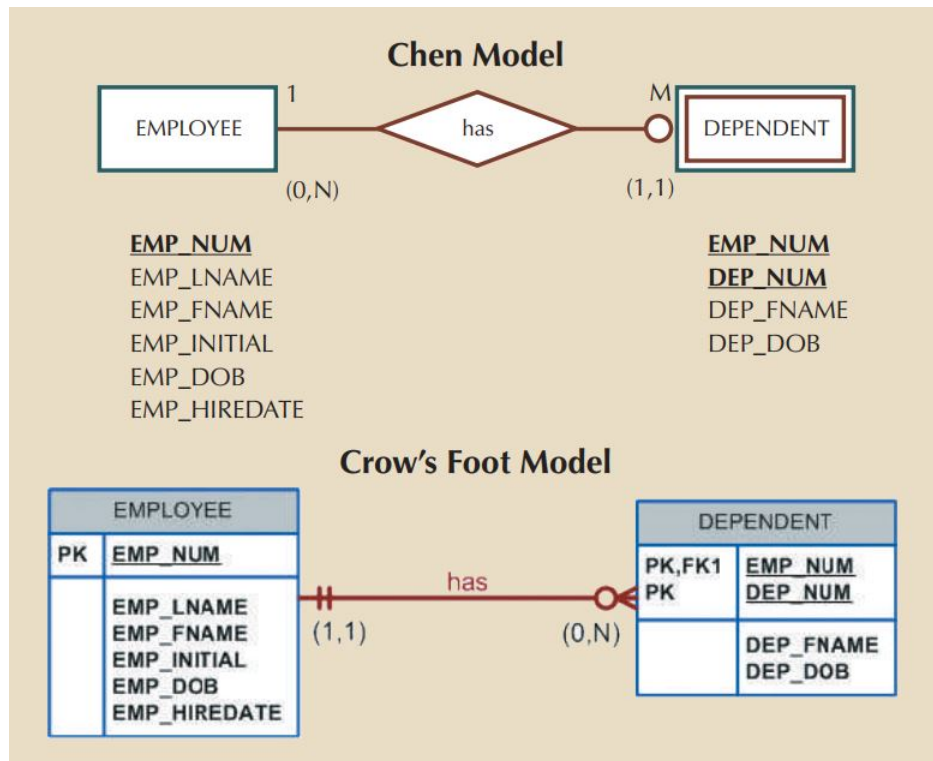 Chen Model
1
M
EMPLOYEE
has
DEPENDENT
(0,N)
(1,1)
EMP_NUM
EMP_LNAME
EMP_FNAME
EMP_INITIAL
EMP_DOB
EMP_HIREDATE
EMP_NUM
DEP_NUM
DEP_FNAME
DEP_DOB
Crow's Foot Model
EMPLOYEE
PK EMP_NUM
EMP_LNAME
EMP_FNAME
EMP_INITIAL
EMP_DOB
EMP_HIREDATE
has
(1,1)
(0,N)
DEPENDENT
PK,FK1 EMP_NUM
PK DEP_NUM
DEP_FNAME
DEP_DOB